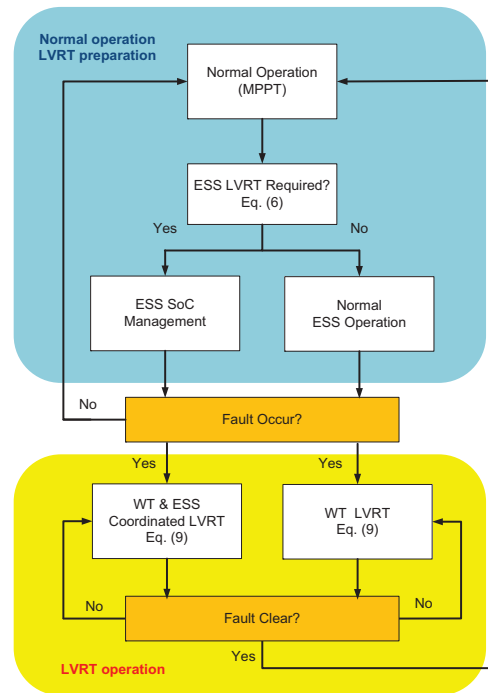 Normal operation
LVRT preparation
Normal Operation
(MPPT)
ESS LVRT Required?
Eq. (6)
Yes
No
ESS SoC
Management
Normal
ESS Operation
No
Fault Occur?
Yes
Yes
WT & ESS
Coordinated LVRT
Eq. (9)
WT LVRT
Eq. (9)
No
Fault Clear?
No
Yes
LVRT operation